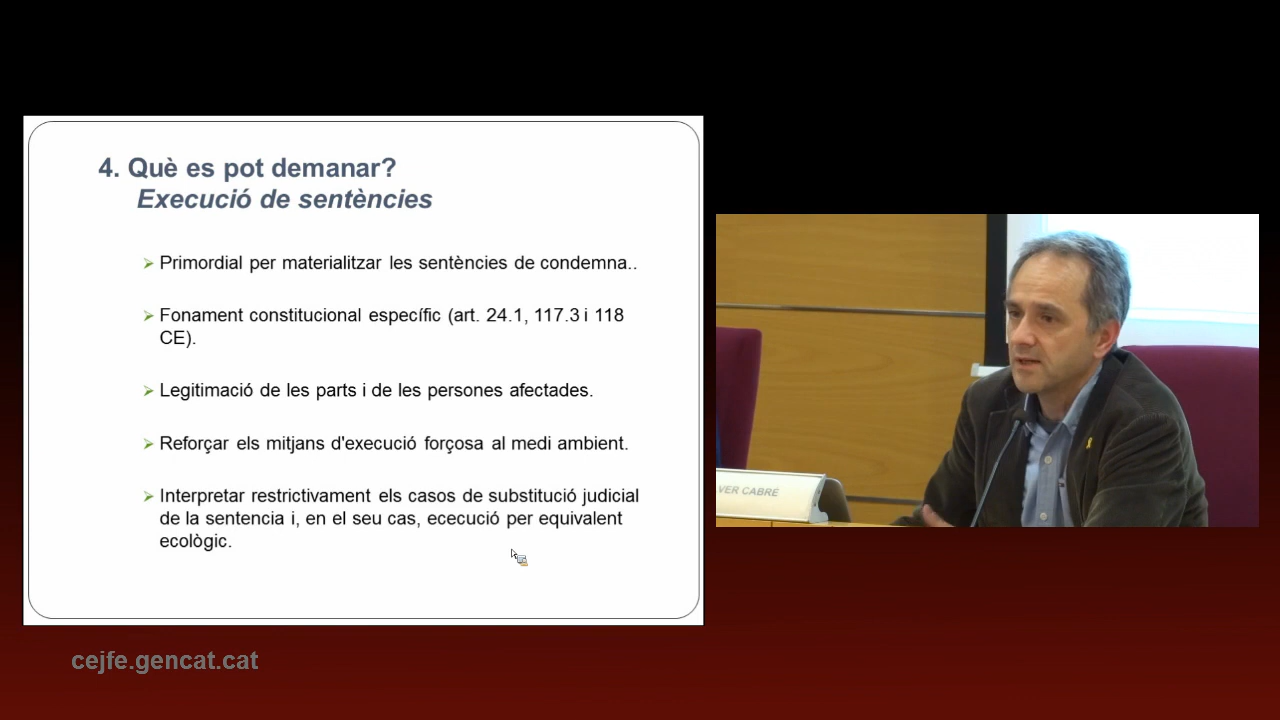 4. Què es pot demanar?
Execució de sentències
Primordial per materialitzar les sentències de condemna..
Fonament constitucional específic (art. 24.1, 117.3 i 118
CE).
Legitimació de les parts i de les persones afectades.
Reforçar els mitjans d'execució forçosa al medi ambient.
Interpretar restrictivament els casos de substitució judicial
de la sentencia i, en el seu cas, ececució per equivalent
ecològic.
VER CABRÉ
cejfe.gencat.cat